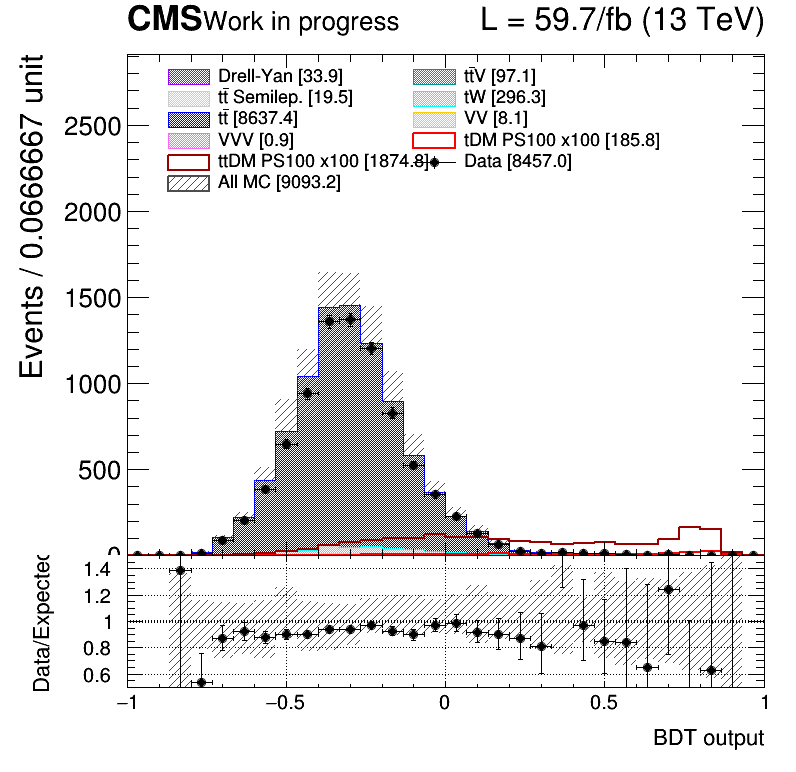 CMS Work in progress L = 59.7/fb (13 TeV)
Drell-Yan [33.9] tt̄V [97.1]
tt̄ Semilep. [19.5] tW [296.3]
tt̄ [8637.4] VV [8.1]
VVV [0.9] tDM PS100 x100 [185.8]
ttDM PS100 x100 [1874.8] Data [8457.0]
All MC [9093.2]
Events / 0.0666667 unit
2500
2000
1500
1000
500
0
Data/Expected
1.4
1.2
1
0.8
0.6
−1 −0.5 0 0.5 1
BDT output